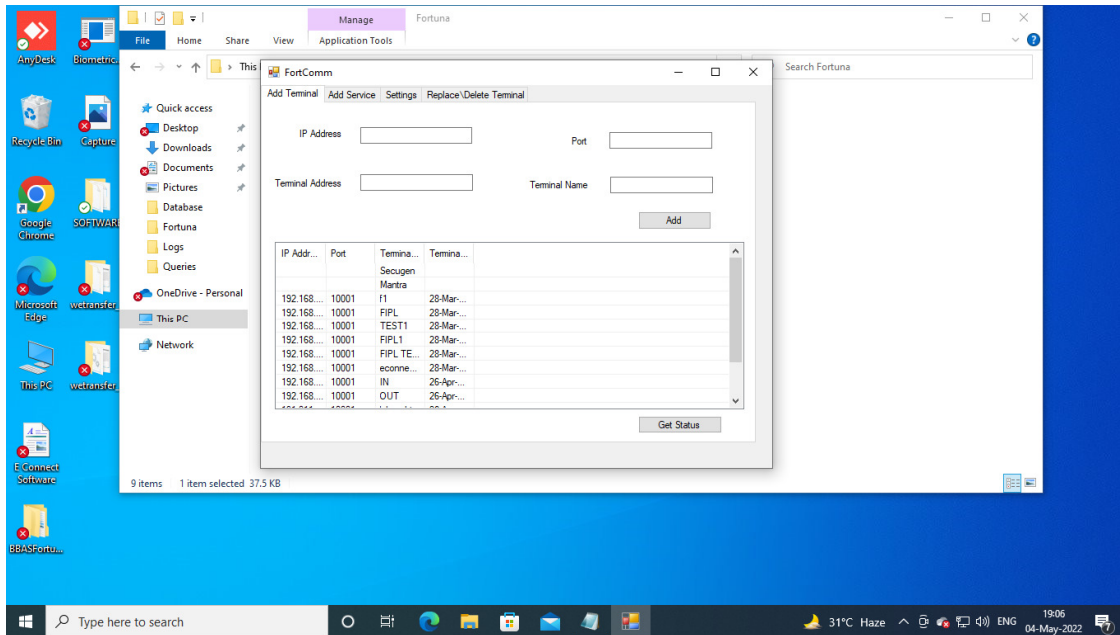 AnyDesk
Biometric...
Recycle Bin
Capture
Google Chrome
SOFTWARE
Microsoft Edge
wetransfer_
This PC
wetransfer_
E Connect Software
BBASFortu...
Manage
Fortuna
File
Home
Share
View
Application Tools
This
Search Fortuna
Quick access
Desktop
Downloads
Documents
Pictures
Database
Fortuna
Logs
Queries
OneDrive - Personal
This PC
Network
9 items 1 item selected 37.5 KB
FortComm
Add Terminal
Add Service
Settings
Replace\Delete Terminal
IP Address
Port
Terminal Address
Terminal Name
Add
IP Addr... Port Termina... Termina...
Secugen
Mantra
192.168.... 10001 f1 28-Mar-...
192.168.... 10001 FIPL 28-Mar-...
192.168.... 10001 TEST1 28-Mar-...
192.168.... 10001 FIPL1 28-Mar-...
192.168.... 10001 FIPL TE... 28-Mar-...
192.168.... 10001 econne... 28-Mar-...
192.168.... 10001 IN 26-Apr-...
192.168.... 10001 OUT 26-Apr-...
Get Status
Type here to search
31°C Haze
ENG
19:06
04-May-2022
7